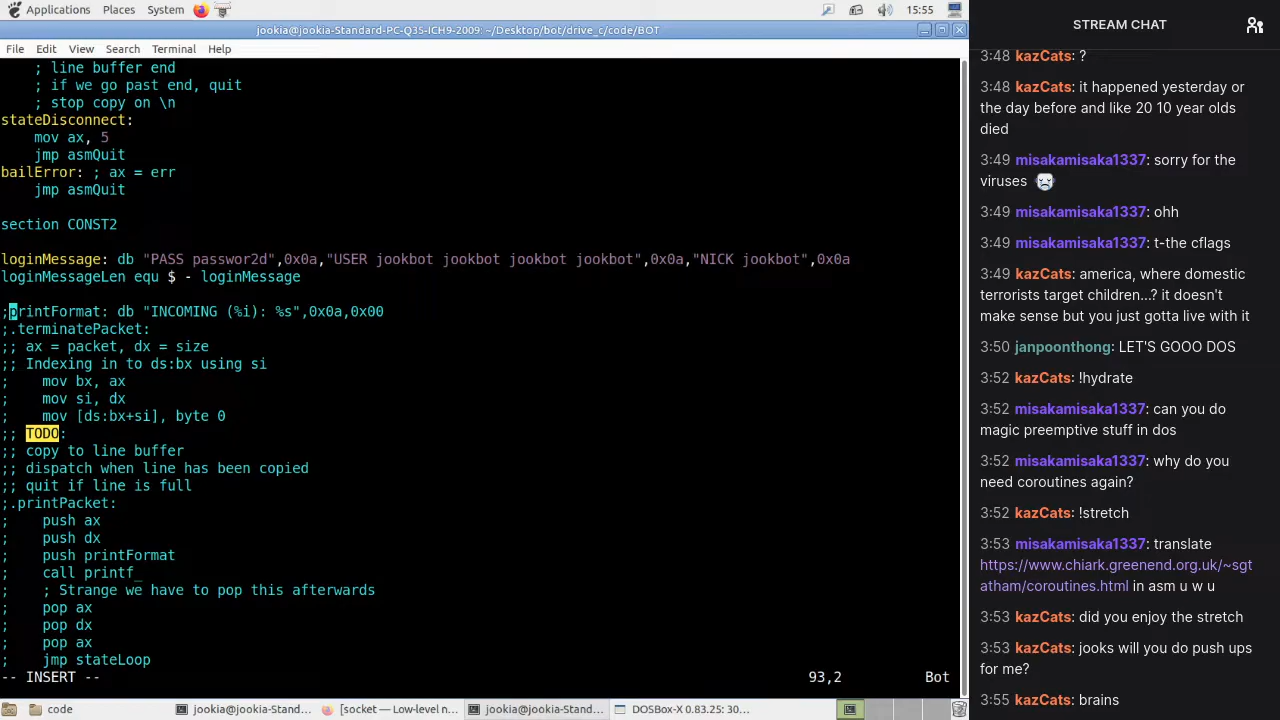 Applications Places System 15:55
jookia@jookia-Standard-PC-Q35-ICH9-2009: ~/Desktop/bot/drive_c/code/BOT
File Edit View Search Terminal Help
; line buffer end
; if we go past end, quit
; stop copy on \n
stateDisconnect:
mov ax, 5
jmp asmQuit
bailError: ; ax = err
jmp asmQuit
section CONST2
loginMessage: db "PASS passwor2d",0x0a,"USER jookbot jookbot jookbot jookbot",0x0a,"NICK jookbot",0x0a
loginMessageLen equ $ - loginMessage
;printFormat: db "INCOMING (%i): %s",0x0a,0x00
;.terminatePacket:
;; ax = packet, dx = size
;; Indexing in to ds:bx using si
; mov bx, ax
; mov si, dx
; mov [ds:bx+si], byte 0
;; TODO:
;; copy to line buffer
;; dispatch when line has been copied
;; quit if line is full
;.printPacket:
; push ax
; push dx
; push printFormat
; call printf_
; ; Strange we have to pop this afterwards
; pop ax
; pop dx
; pop ax
; jmp stateLoop
-- INSERT -- 93,2 Bot
code jookia@jookia-Stand... [socket — Low-level n... jookia@jookia-Stand... DOSBox-X 0.83.25: 30...
STREAM CHAT
3:48 kazCats: ?
3:48 kazCats: it happened yesterday or
the day before and like 20 10 year olds
died
3:49 misakamisaka1337: sorry for the
viruses
3:49 misakamisaka1337: ohh
3:49 misakamisaka1337: t-the cflags
3:49 kazCats: america, where domestic
terrorists target children...? it doesn't
make sense but you just gotta live with it
3:50 janpoonthong: LET'S GOOO DOS
3:52 kazCats: !hydrate
3:52 misakamisaka1337: can you do
magic preemptive stuff in dos
3:52 misakamisaka1337: why do you
need coroutines again?
3:52 kazCats: !stretch
3:53 misakamisaka1337: translate
https://www.chiark.greenend.org.uk/~sgt
atham/coroutines.html in asm u w u
3:53 kazCats: did you enjoy the stretch
3:53 kazCats: jooks will you do push ups
for me?
3:55 kazCats: brains